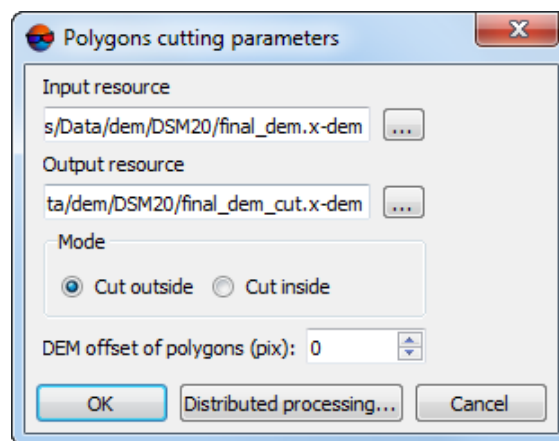 Polygons cutting parameters
Input resource
s/Data/dem/DSM20/final_dem.x-dem ...
Output resource
ta/dem/DSM20/final_dem_cut.x-dem ...
Mode
Cut outside Cut inside
DEM offset of polygons (pix): 0
OK Distributed processing... Cancel